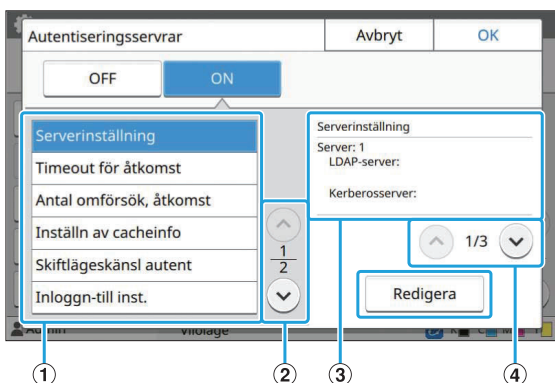 Autentiseringsservrar
Avbryt
OK
OFF
ON
Serverinställning
Timeout för åtkomst
Antal omförsök, åtkomst
Inställn av cacheinfo
Skiftlägeskänsl autent
Inloggn-till inst.
1
2
Serverinställning
Server: 1
LDAP-server:
Kerberosserver:
1/3
Redigera
Admin
K
C
M
1
2
3
4